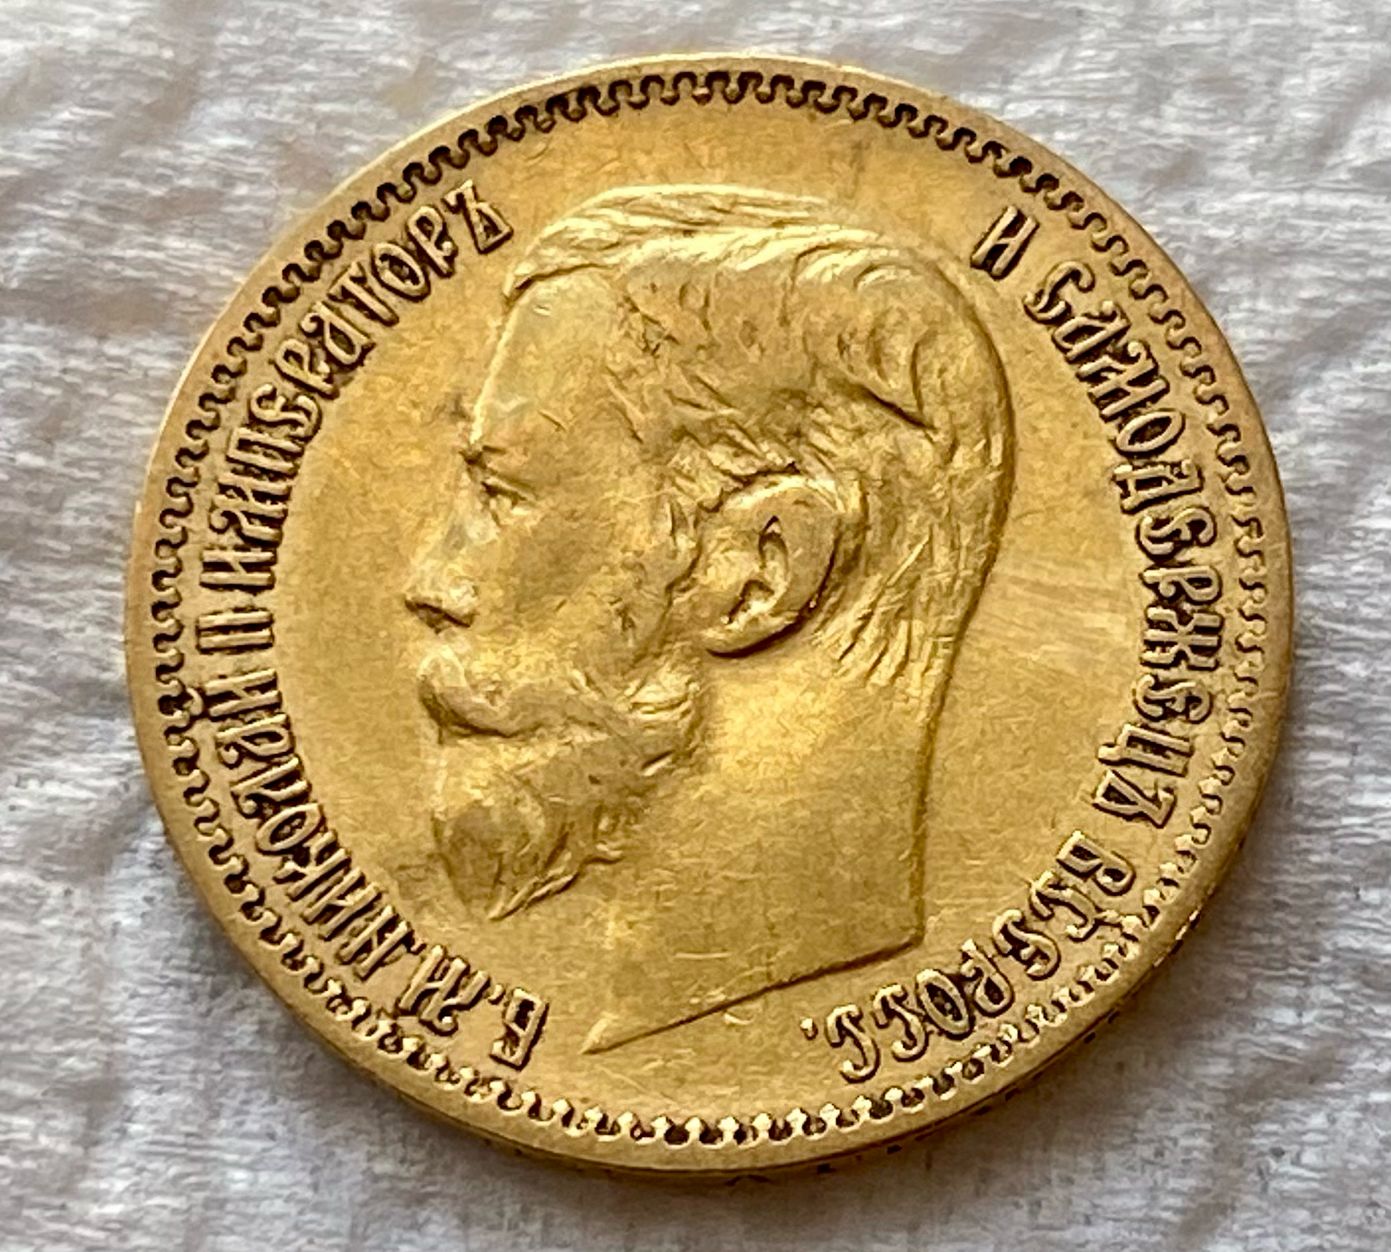 Б. М. НИКОЛАЙ II ИМПЕРАТОРЪ
И САМОДЕРЖЕЦЪ ВСЕРОСС.